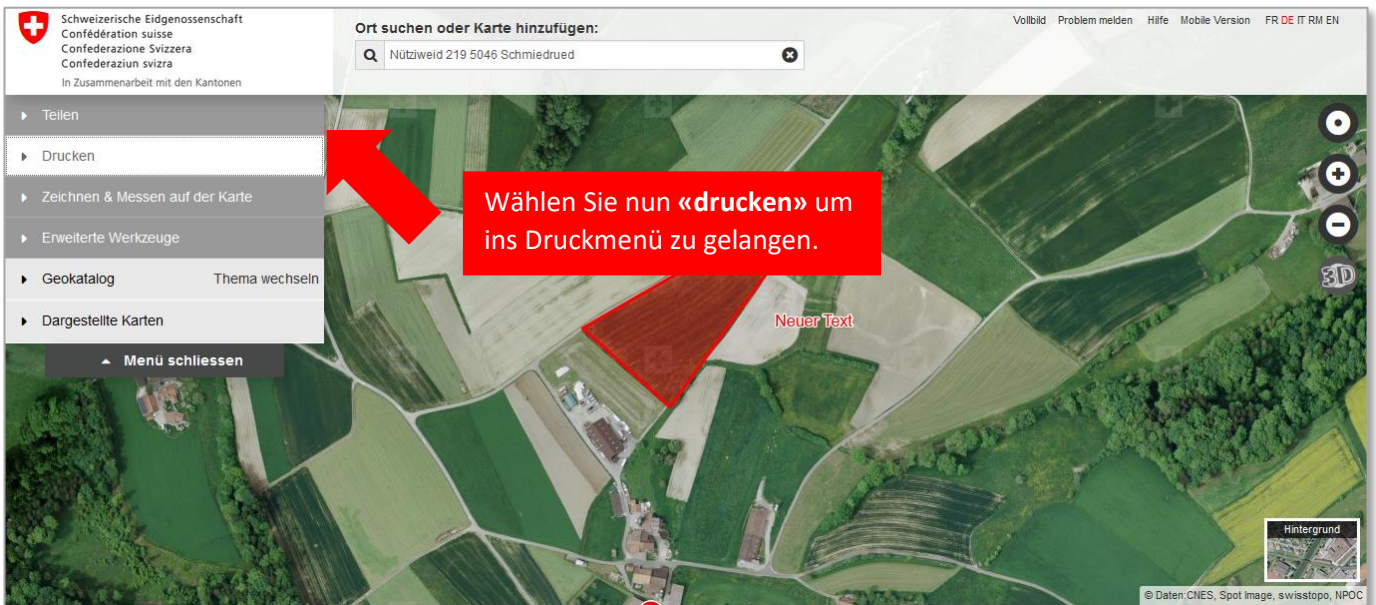 Schweizerische Eidgenossenschaft
Confédération suisse
Confederazione Svizzera
Confederaziun svizra
In Zusammenarbeit mit den Kantonen
Ort suchen oder Karte hinzufügen:
Nütziweid 219 5046 Schmiedrued
Vollbild Problem melden Hilfe Mobile Version FR DE IT RM EN
Teilen
Drucken
Zeichnen & Messen auf der Karte
Erweiterte Werkzeuge
Geokatalog Thema wechseln
Dargestellte Karten
Menü schliessen
Wählen Sie nun «drucken» um
ins Druckmenü zu gelangen.
Neuer Text
3D
Hintergrund
© Daten:CNES, Spot Image, swisstopo, NPOC